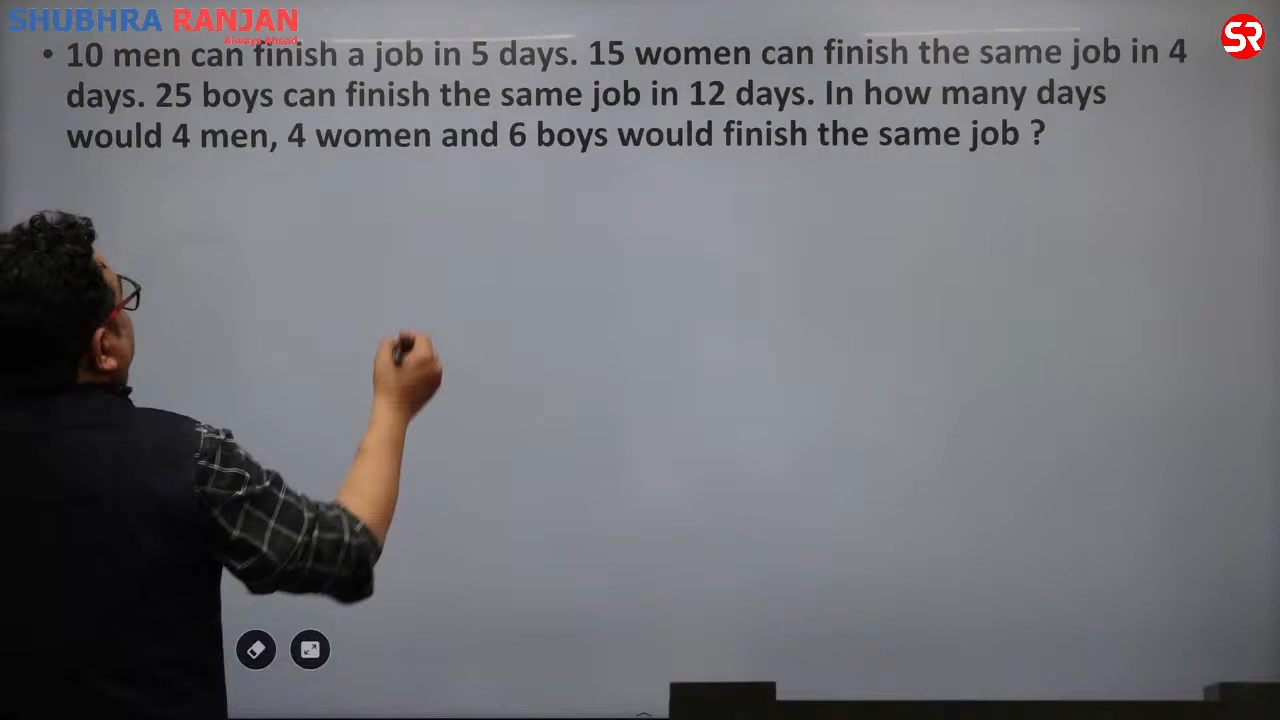 SHUBHRA RANJAN
Always Ahead
SR
• 10 men can finish a job in 5 days. 15 women can finish the same job in 4
days. 25 boys can finish the same job in 12 days. In how many days
would 4 men, 4 women and 6 boys would finish the same job ?